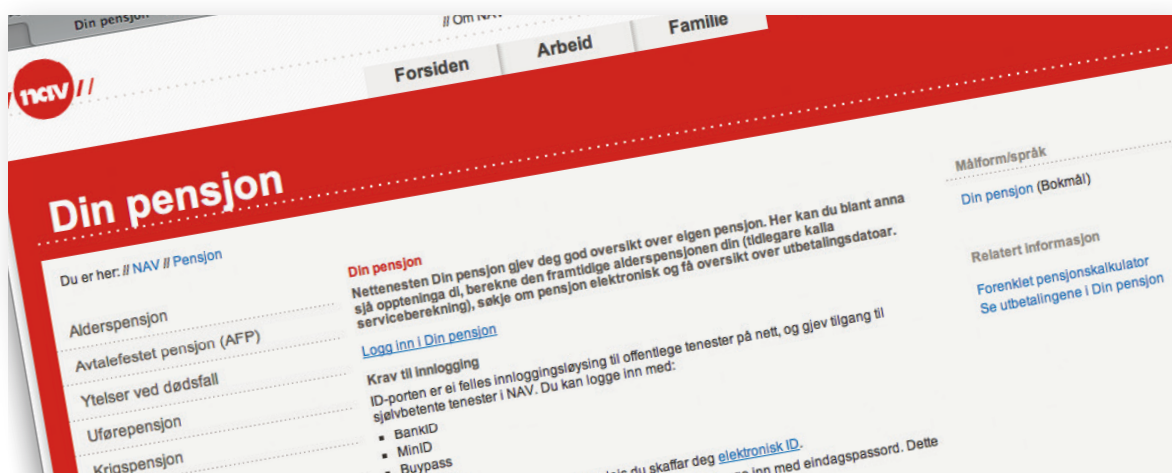 Din pensjon
// Om NAV
nav //
Forsiden
Arbeid
Familie
Din pensjon
Du er her: // NAV // Pensjon
Alderspensjon
Avtalefestet pensjon (AFP)
Ytelser ved dødsfall
Uførepensjon
Krigspensjon
Din pensjon
Nettenesten Din pensjon gjev deg god oversikt over eigen pensjon. Her kan du blant anna
sjå oppteninga di, berekne den framtidige alderspensjonen din (tidlegare kalla
serviceberekning), søkje om pensjon elektronisk og få oversikt over utbetalingsdatoar.
Logg inn i Din pensjon
Krav til innlogging
ID-porten er ei felles innloggingsløysing til offentlege tenester på nett, og gjev tilgang til
sjølvbetente tenester i NAV. Du kan logge inn med:
▪ BankID
▪ MinID
▪ Buypass
du skaffar deg elektronisk ID.
inn med eindagspassord. Dette
Målform/språk
Din pensjon (Bokmål)
Relatert informasjon
Forenklet pensjonskalkulator
Se utbetalingene i Din pensjon